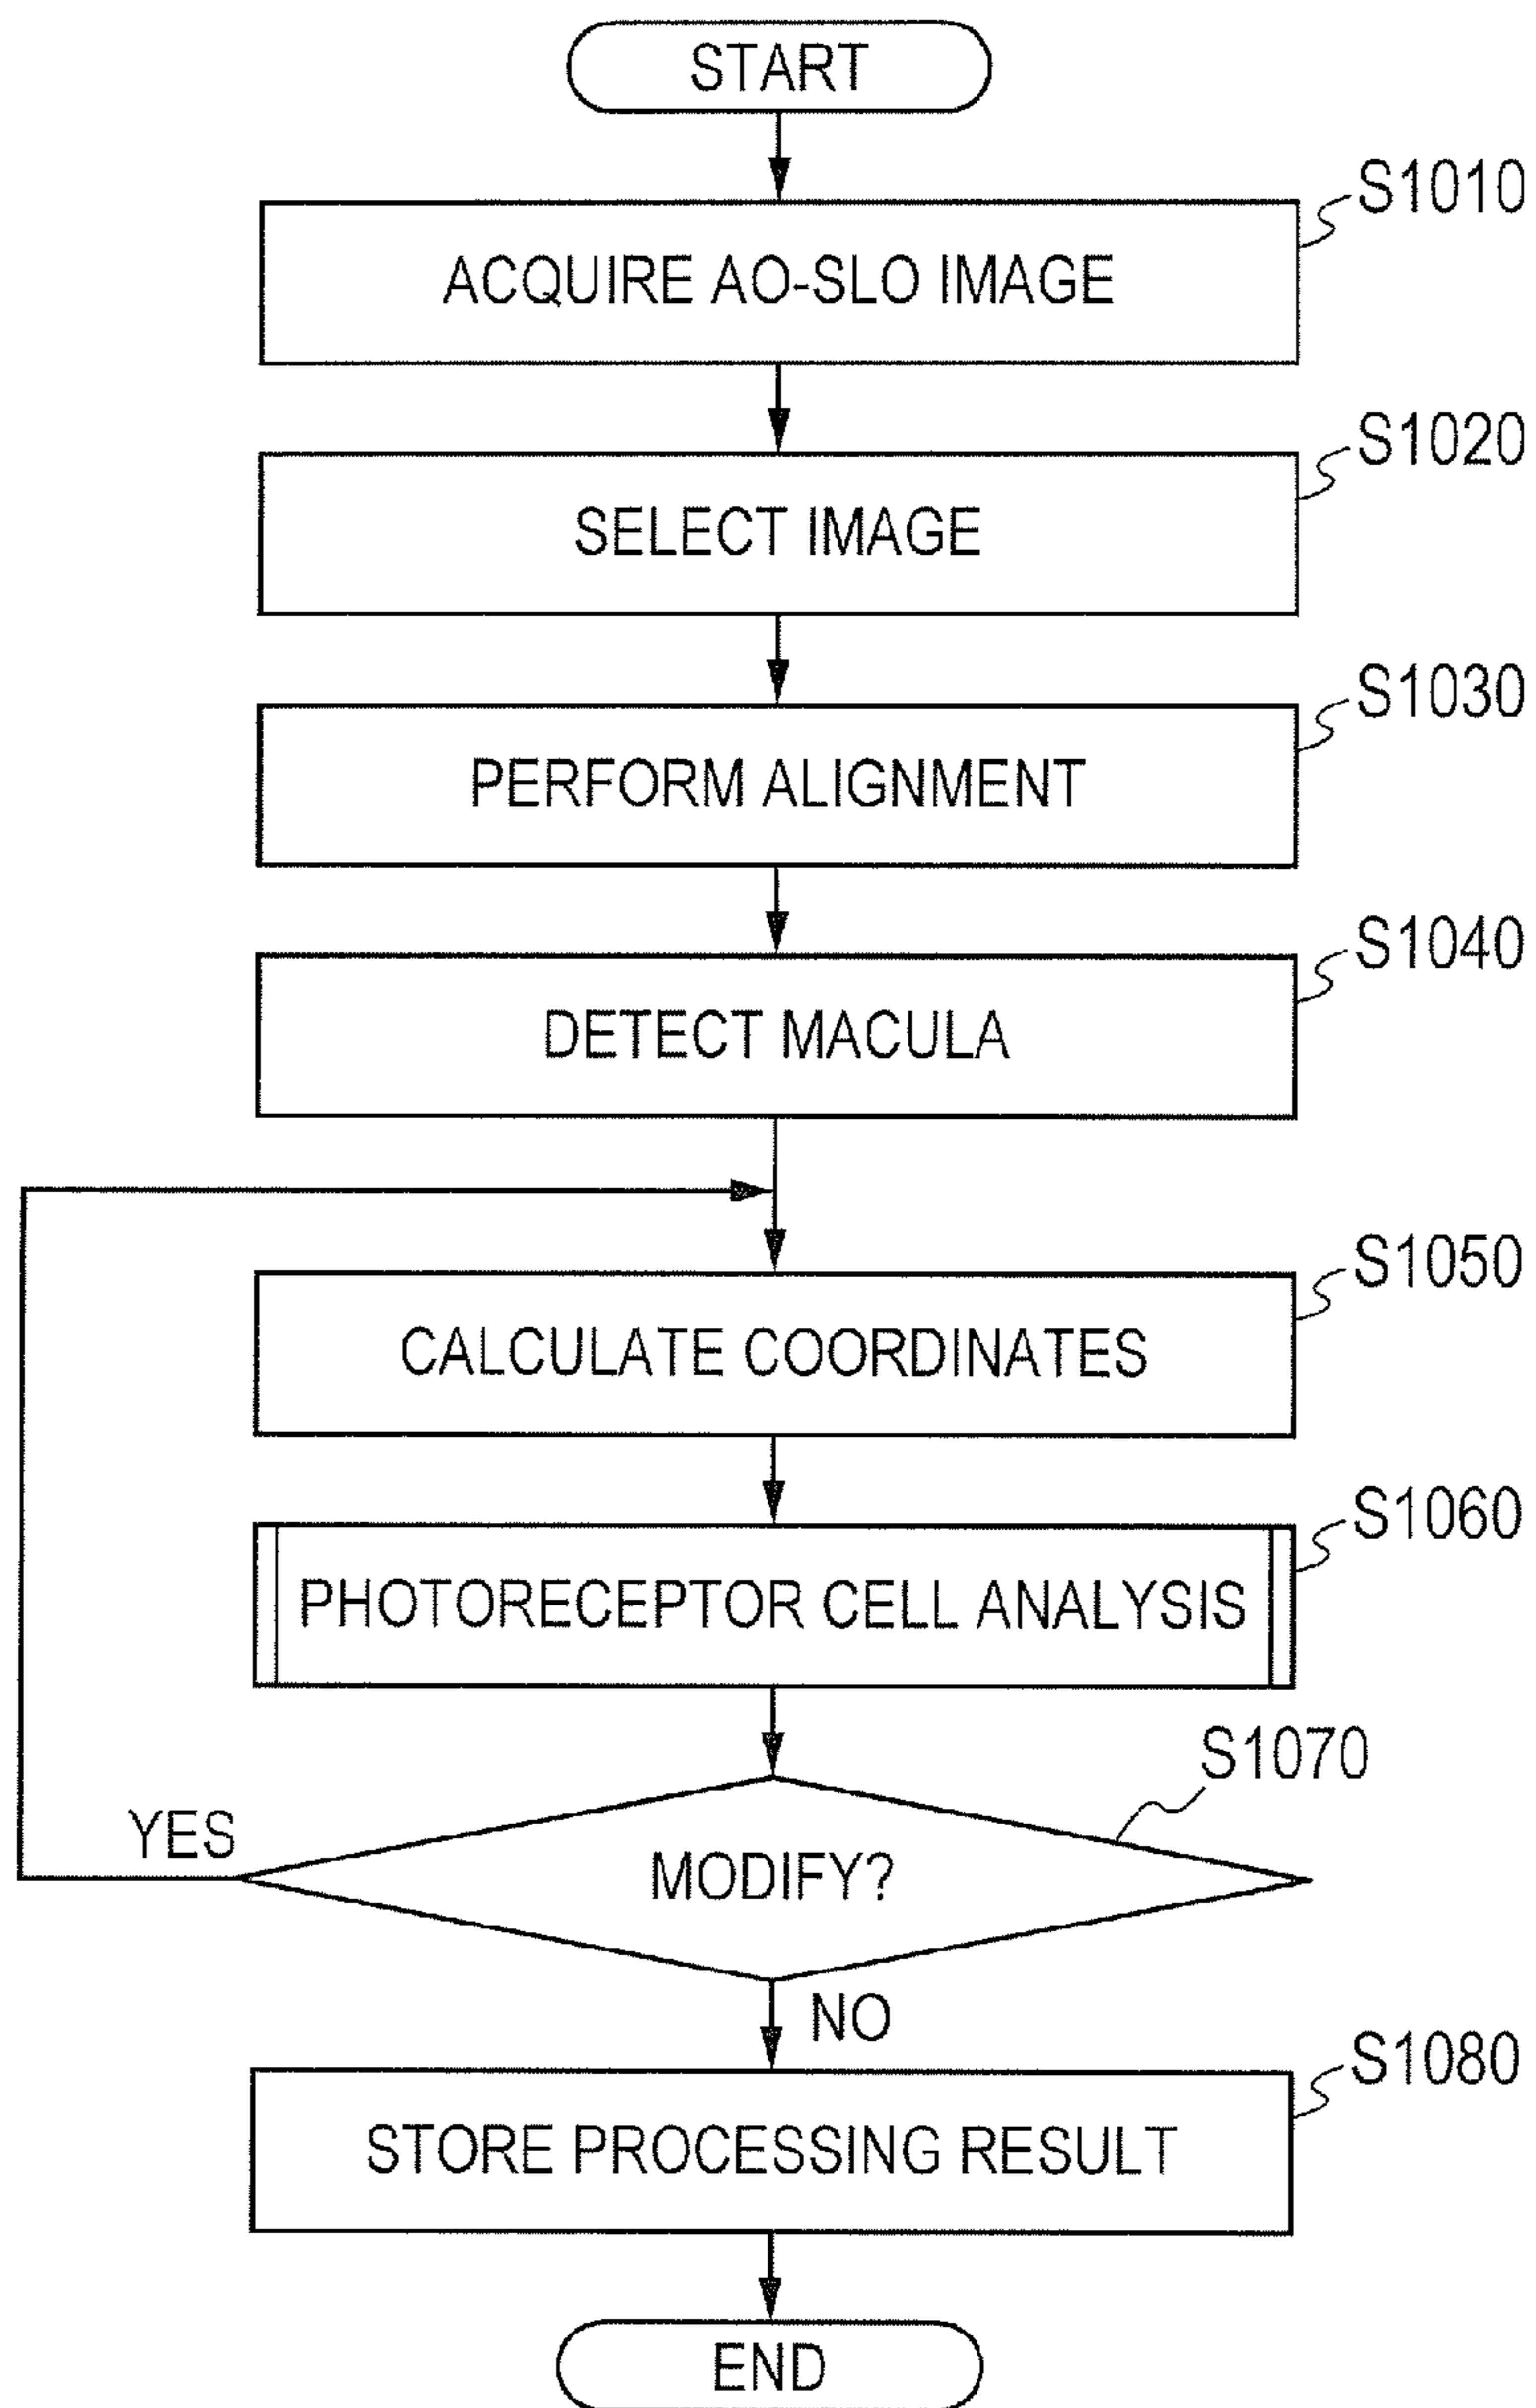 START
S1010
ACQUIRE AO-SLO IMAGE
S1020
SELECT IMAGE
S1030
PERFORM ALIGNMENT
S1040
DETECT MACULA
S1050
CALCULATE COORDINATES
S1060
PHOTORECEPTOR CELL ANALYSIS
S1070
YES
MODIFY?
NO
S1080
STORE PROCESSING RESULT
END